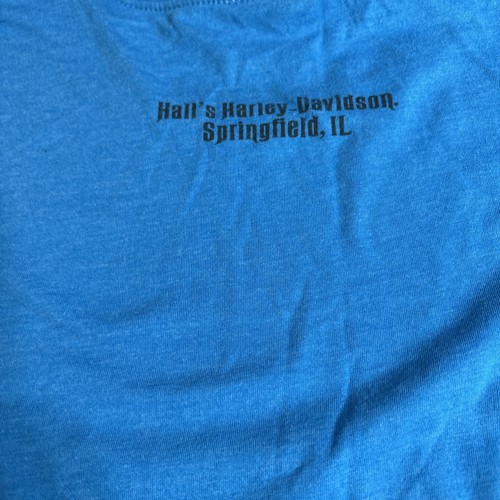 Hall's Harley-Davidson.
Springfield, IL